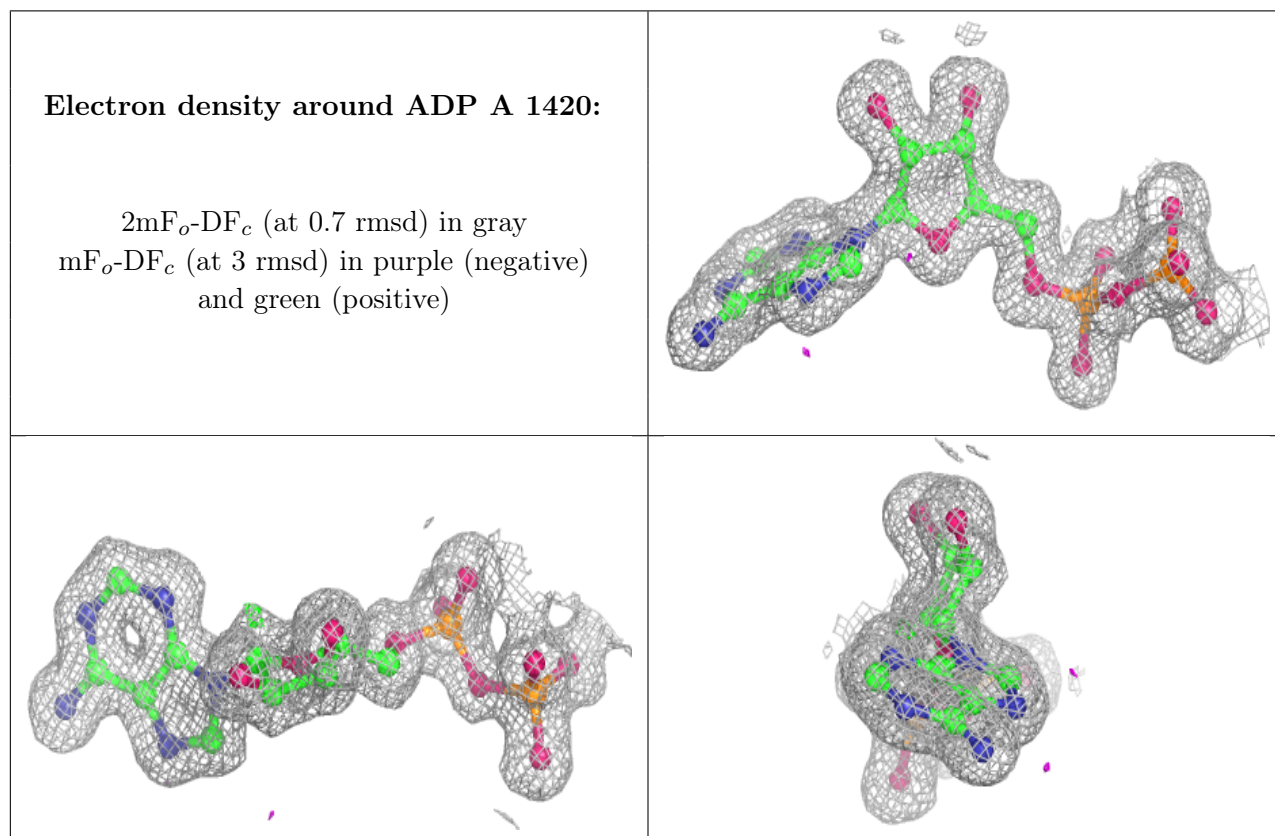 Electron density around ADP A 1420:
2mFo-DFc (at 0.7 rmsd) in gray
mFo-DFc (at 3 rmsd) in purple (negative)
and green (positive)